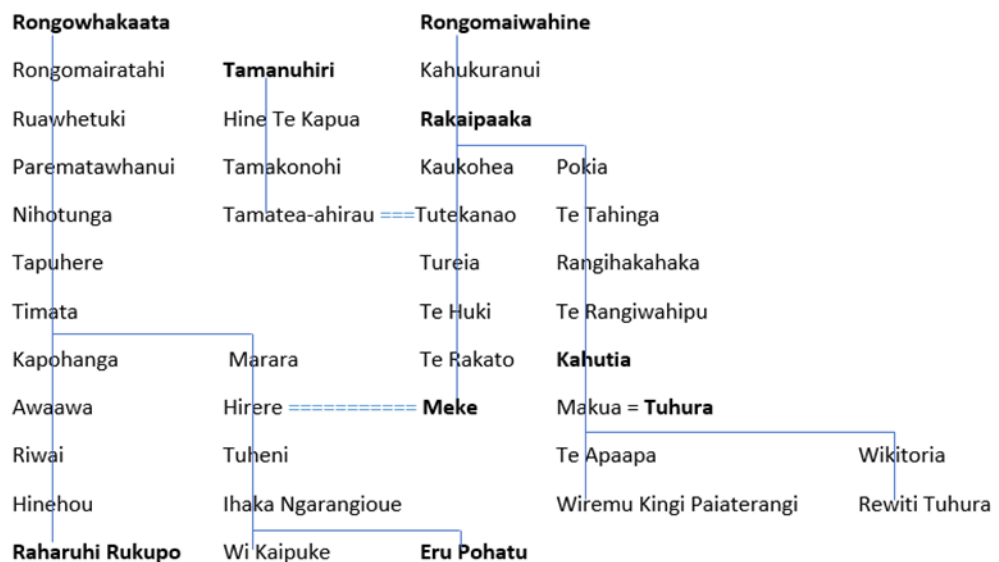 Rongowhakaata Rongomaiwahine
Rongomairatahi Tamanuhiri Kahukuranui
Ruawhetuki Hine Te Kapua Rakaipaaka
Parematawhanui Tamakonohi Kaukohea Pokia
Nihotunga Tamatea-ahirau ===Tutekanao Te Tahinga
Tapuhere Tureia Rangihakahaka
Timata Te Huki Te Rangiwahipu
Kapohanga Marara Te Rakato Kahutia
Awaawa Hirere =========== Meke Makua = Tuhura
Riwai Tuheni Te Apaapa Wikitoria
Hinehou Ihaka Ngarangioue Wiremu Kingi Paiaterangi Rewiti Tuhura
Raharuhi Rukupo Wi Kaipuke Eru Pohatu